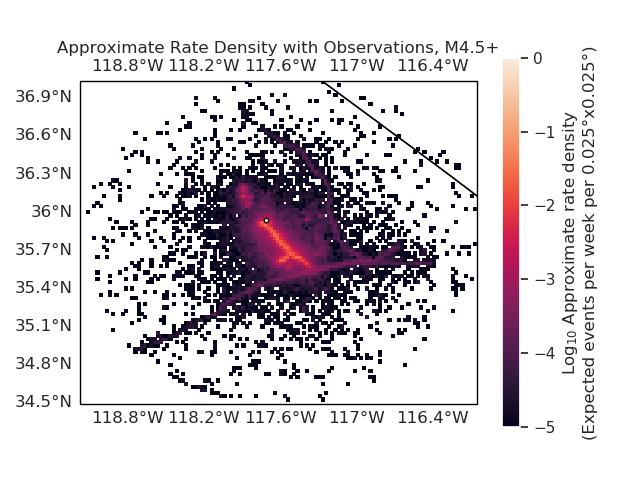 Approximate Rate Density with Observations, M4.5+
118.8°W 118.2°W 117.6°W 117°W 116.4°W
36.9°N
36.6°N
36.3°N
36°N
35.7°N
35.4°N
35.1°N
34.8°N
34.5°N
118.8°W 118.2°W 117.6°W 117°W 116.4°W
0
−1
−2
−3
−4
−5
Log₁₀ Approximate rate density
(Expected events per week per 0.025°x0.025°)